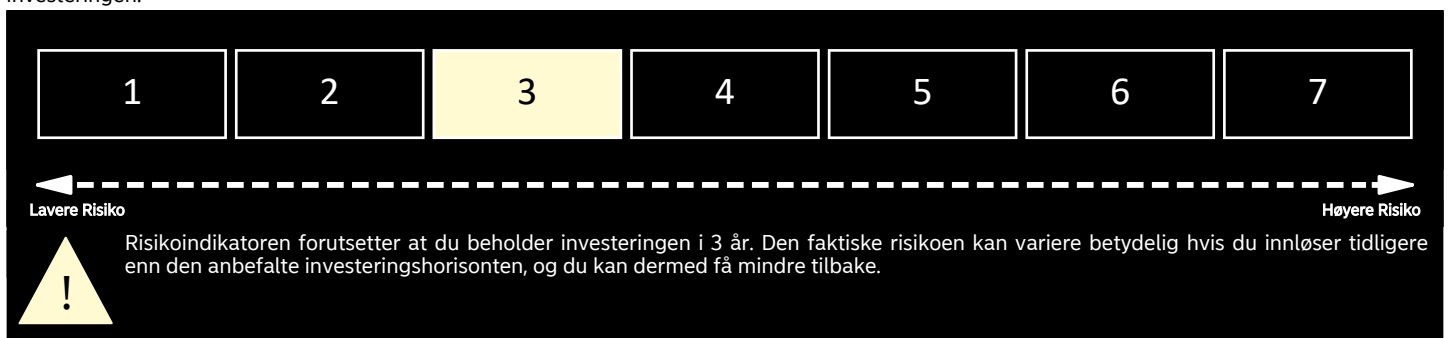 investeringen.
1 2 3 4 5 6 7
Lavere Risiko Høyere Risiko
Risikoindikatoren forutsetter at du beholder investeringen i 3 år. Den faktiske risikoen kan variere betydelig hvis du innløser tidligere
enn den anbefalte investeringshorisonten, og du kan dermed få mindre tilbake.
!